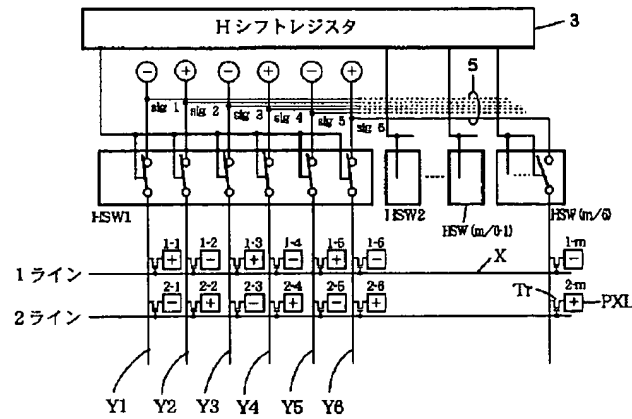 Hシフトレジスタ
3
− + − + − +
5
sig 1 sig 2 sig 3 sig 4 sig 5 sig 6
HSW1 HSW2 HSW(m/6-1) HSW(m/6)
1-1 1-2 1-3 1-4 1-5 1-6 X 1-m
+ − + − + − −
1ライン
2-1 2-2 2-3 2-4 2-5 2-6 Tr 2-m
− + − + − + + PXL
2ライン
Y1 Y2 Y3 Y4 Y5 Y6